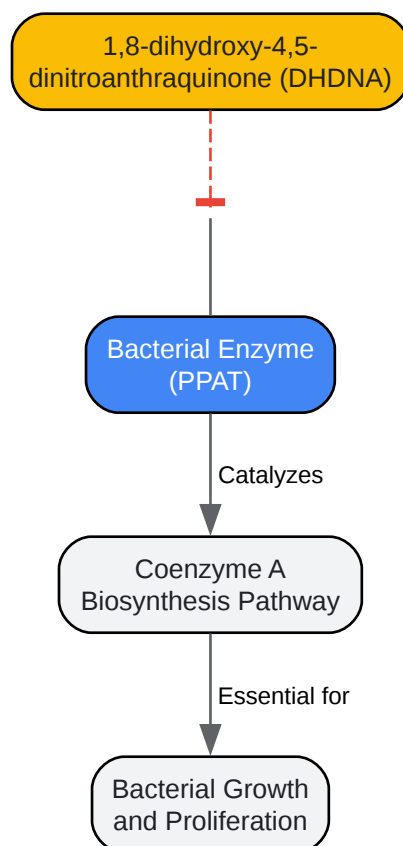 1,8-dihydroxy-4,5-
dinitroanthraquinone (DHDNA)
Bacterial Enzyme
(PPAT)
Catalyzes
Coenzyme A
Biosynthesis Pathway
Essential for
Bacterial Growth
and Proliferation